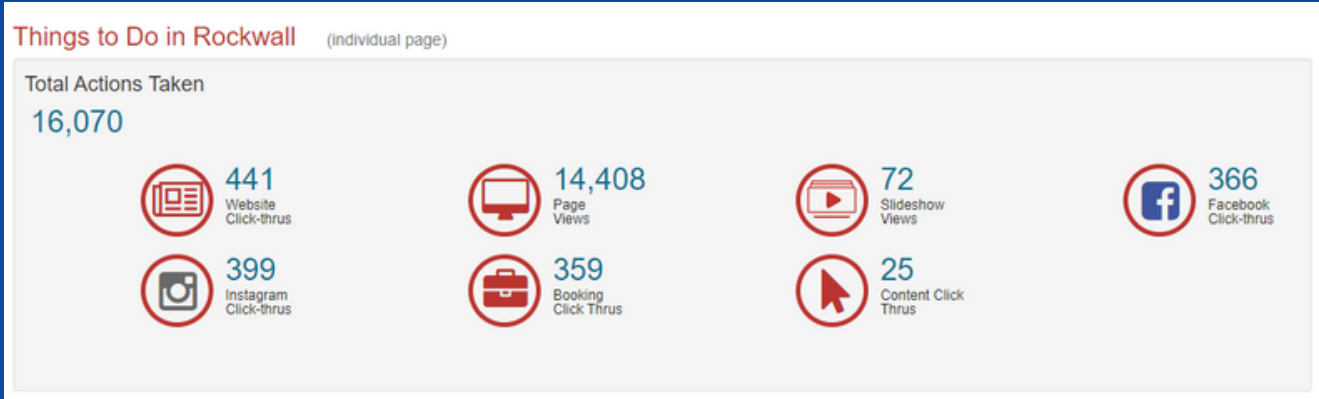 Things to Do in Rockwall (individual page)
Total Actions Taken
16,070
441
Website
Click-thrus
14,408
Page
Views
72
Slideshow
Views
366
Facebook
Click-thrus
399
Instagram
Click-thrus
359
Booking
Click Thrus
25
Content Click
Thrus